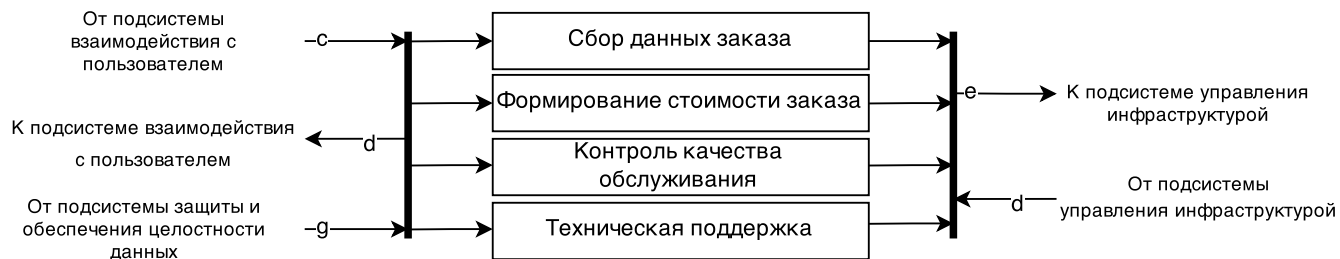 От подсистемы
взаимодействия с
пользователем
–c
К подсистеме взаимодействия
с пользователем
d
От подсистемы защиты и
обеспечения целостности
данных
–g
Сбор данных заказа
Формирование стоимости заказа
Контроль качества
обслуживания
Техническая поддержка
–e
К подсистеме управления
инфраструктурой
d
От подсистемы
управления инфраструктурой